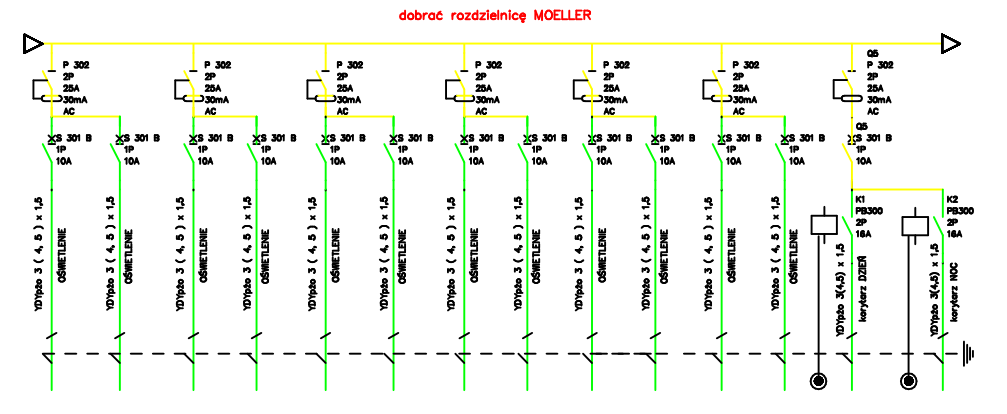 dobrać rozdzielnicę MOELLER
P 302
2P
25A
30mA
AC
P 302
2P
25A
30mA
AC
P 302
2P
25A
30mA
AC
P 302
2P
25A
30mA
AC
P 302
2P
25A
30mA
AC
P 302
2P
25A
30mA
AC
Q5
P 302
2P
25A
30mA
AC
S 301 B
1P
10A
S 301 B
1P
10A
S 301 B
1P
10A
S 301 B
1P
10A
S 301 B
1P
10A
S 301 B
1P
10A
S 301 B
1P
10A
S 301 B
1P
10A
S 301 B
1P
10A
S 301 B
1P
10A
S 301 B
1P
10A
S 301 B
1P
10A
Q5
S 301 B
1P
10A
YDYpżo 3 ( 4, 5 ) x 1,5
OŚWIETLENIE
YDYpżo 3 ( 4, 5 ) x 1,5
OŚWIETLENIE
YDYpżo 3 ( 4, 5 ) x 1,5
OŚWIETLENIE
YDYpżo 3 ( 4, 5 ) x 1,5
OŚWIETLENIE
YDYpżo 3 ( 4, 5 ) x 1,5
OŚWIETLENIE
YDYpżo 3 ( 4, 5 ) x 1,5
OŚWIETLENIE
YDYpżo 3 ( 4, 5 ) x 1,5
OŚWIETLENIE
YDYpżo 3 ( 4, 5 ) x 1,5
OŚWIETLENIE
YDYpżo 3 ( 4, 5 ) x 1,5
OŚWIETLENIE
YDYpżo 3 ( 4, 5 ) x 1,5
OŚWIETLENIE
YDYpżo 3 ( 4, 5 ) x 1,5
OŚWIETLENIE
YDYpżo 3 ( 4, 5 ) x 1,5
OŚWIETLENIE
K1
PB300
2P
16A
YDYpżo 3(4,5) x 1,5
korytarz DZIEŃ
K2
PB300
2P
16A
YDYpżo 3(4,5) x 1,5
korytarz NOC